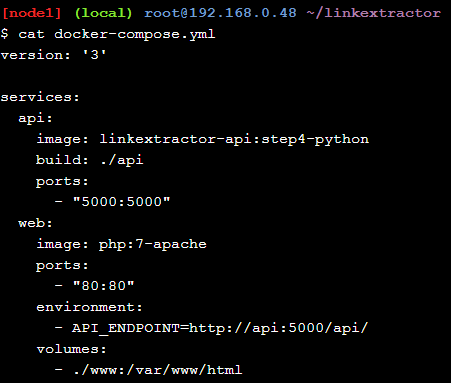 [node1] (local) root@192.168.0.48 ~/linkextractor
$ cat docker-compose.yml
version: '3'

services:
  api:
    image: linkextractor-api:step4-python
    build: ./api
    ports:
      - "5000:5000"
  web:
    image: php:7-apache
    ports:
      - "80:80"
    environment:
      - API_ENDPOINT=http://api:5000/api/
    volumes:
      - ./www:/var/www/html